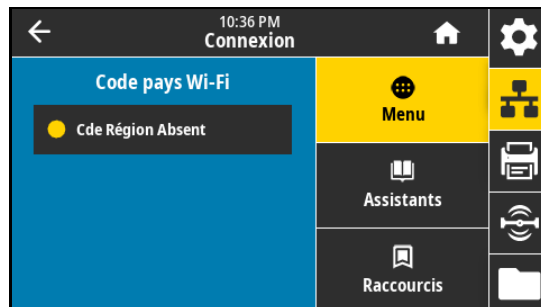 10:36 PM
Connexion
Code pays Wi-Fi
Cde Région Absent
Menu
Assistants
Raccourcis